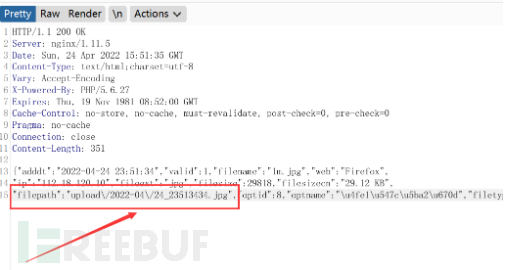 Pretty Raw Render \n Actions
1 HTTP/1.1 200 OK
2 Server: nginx/1.11.5
3 Date: Sun, 24 Apr 2022 15:51:35 GMT
4 Content-Type: text/html;charset=utf-8
5 Vary: Accept-Encoding
6 X-Powered-By: PHP/5.6.27
7 Expires: Thu, 19 Nov 1981 08:52:00 GMT
8 Cache-Control: no-store, no-cache, must-revalidate, post-check=0, pre-check=0
9 Pragma: no-cache
10 Connection: close
11 Content-Length: 351
12
13 {"adddt":"2022-04-24 23:51:34","valid":1,"filename":"1m.jpg","web":"Firefox",
14 "ip":"112.18.120.10","fileext":"jpg","filesize":29818,"filesizecn":"29.12 KB",
15 "filepath":"upload\/2022-04\/24_23513434.jpg","optid":8,"optname":"\u4fe1\u547c\u5ba2\u670d","filetyp
FREEBUF